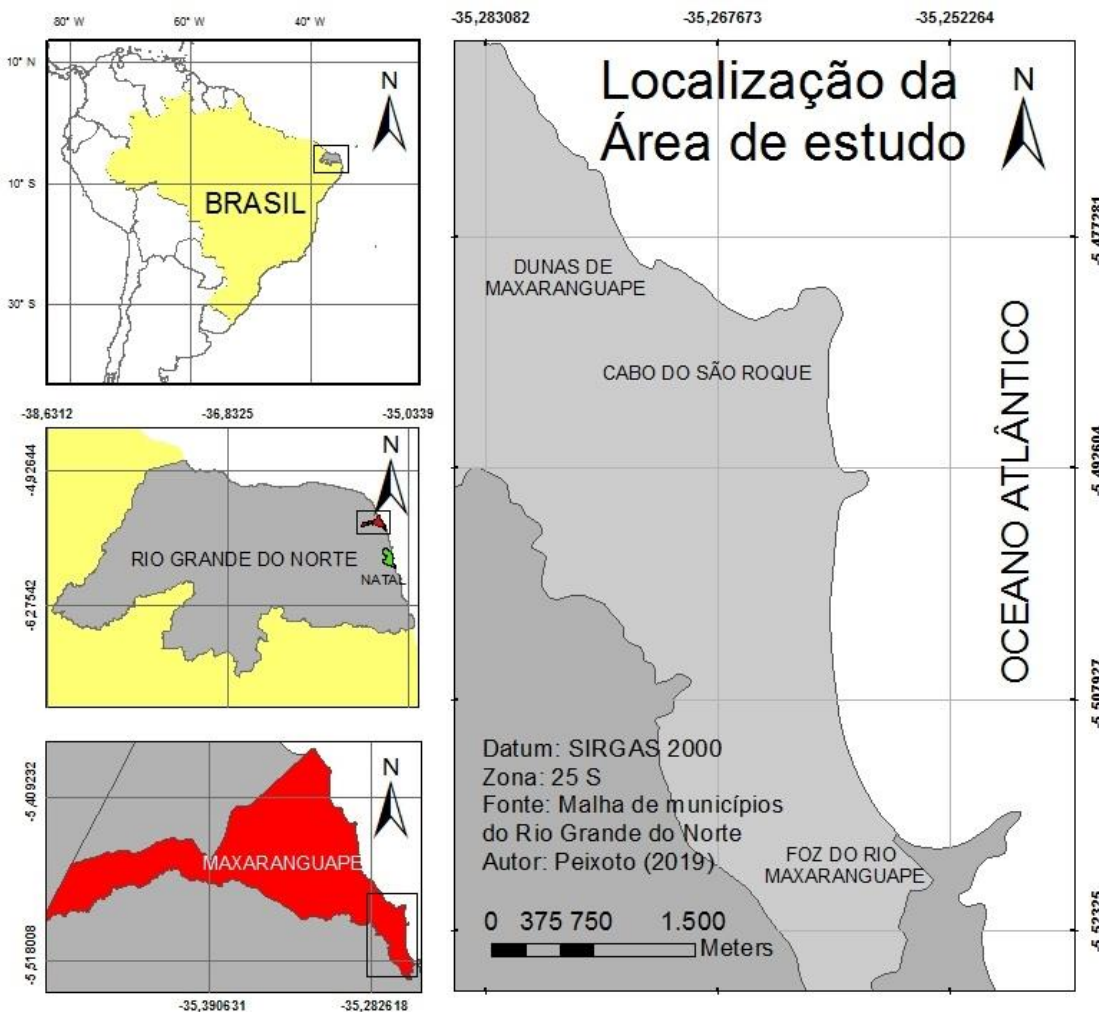 80° W
60° W
40° W
10° N
10° S
30° S
N
BRASIL
-38,6312
-36,8325
-35,0339
-4,92644
-6,27542
N
RIO GRANDE DO NORTE
NATAL
N
-5,409232
-5,518008
MAXARANGUAPE
-35,390631
-35,282618
-35,283082
-35,267673
-35,252264
Localização da
Área de estudo
N
-5,477281
-5,492604
-5,507927
-5,52325
DUNAS DE
MAXARANGUAPE
CABO DO SÃO ROQUE
OCEANO ATLÂNTICO
Datum: SIRGAS 2000
Zona: 25 S
Fonte: Malha de municípios
do Rio Grande do Norte
Autor: Peixoto (2019)
FOZ DO RIO
MAXARANGUAPE
0 375 750 1.500
Meters